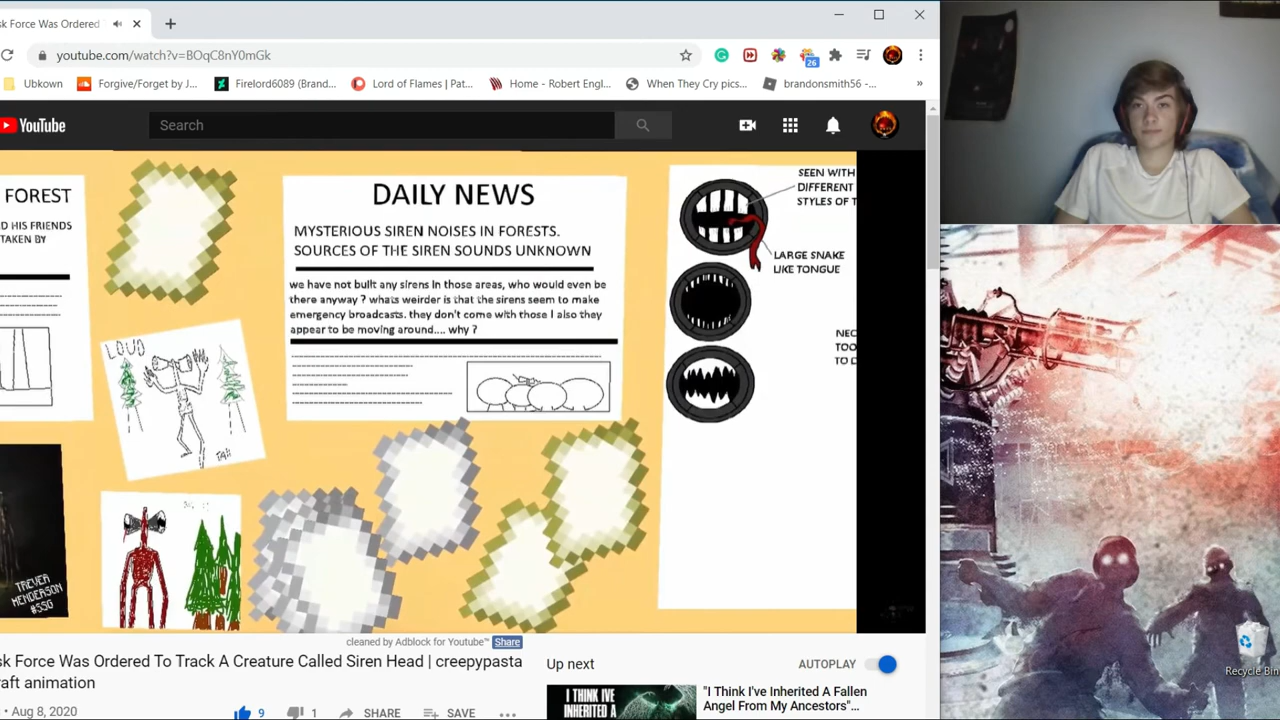 sk Force Was Ordered
youtube.com/watch?v=BOqC8nY0mGk
26
Ubkown
Forgive/Forget by J...
Firelord6089 (Brand...
Lord of Flames | Pat...
Home - Robert Engl...
When They Cry pics...
brandonsmith56 -...
»
YouTube
Search
FOREST
D HIS FRIENDS
TAKEN BY
DAILY NEWS
MYSTERIOUS SIREN NOISES IN FORESTS.
SOURCES OF THE SIREN SOUNDS UNKNOWN
we have not built any sirens in those areas, who would even be
there anyway ? whats weirder is that the sirens seem to make
emergency broadcasts. they don't come with those I also they
appear to be moving around.... why ?
SEEN WITH
DIFFERENT
STYLES OF T
LARGE SNAKE
LIKE TONGUE
NEC
TOO
LOUD
TREVER
HENDERSON
#SSG
cleaned by Adblock for Youtube™ Share
sk Force Was Ordered To Track A Creature Called Siren Head | creepypasta
raft animation
• Aug 8, 2020
9
1
SHARE
SAVE
Up next
AUTOPLAY
I THINK I'VE
INHERITED A
"I Think I've Inherited A Fallen
Angel From My Ancestors"...
Recycle Bin